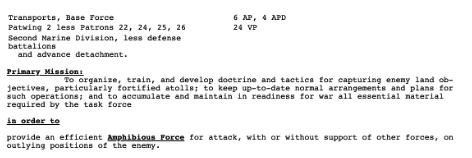 Transports, Base Force 6 AP, 4 APD
Patwing 2 less Patrons 22, 24, 25, 26 24 VP
Second Marine Division, less defense
battalions
and advance detachment.
Primary Mission:
To organize, train, and develop doctrine and tactics for capturing enemy land ob-
jectives, particularly fortified atolls; to keep up-to-date normal arrangements and plans for
such operations; and to accumulate and maintain in readiness for war all essential material
required by the task force
in order to
provide an efficient Amphibious Force for attack, with or without support of other forces, on
outlying positions of the enemy.